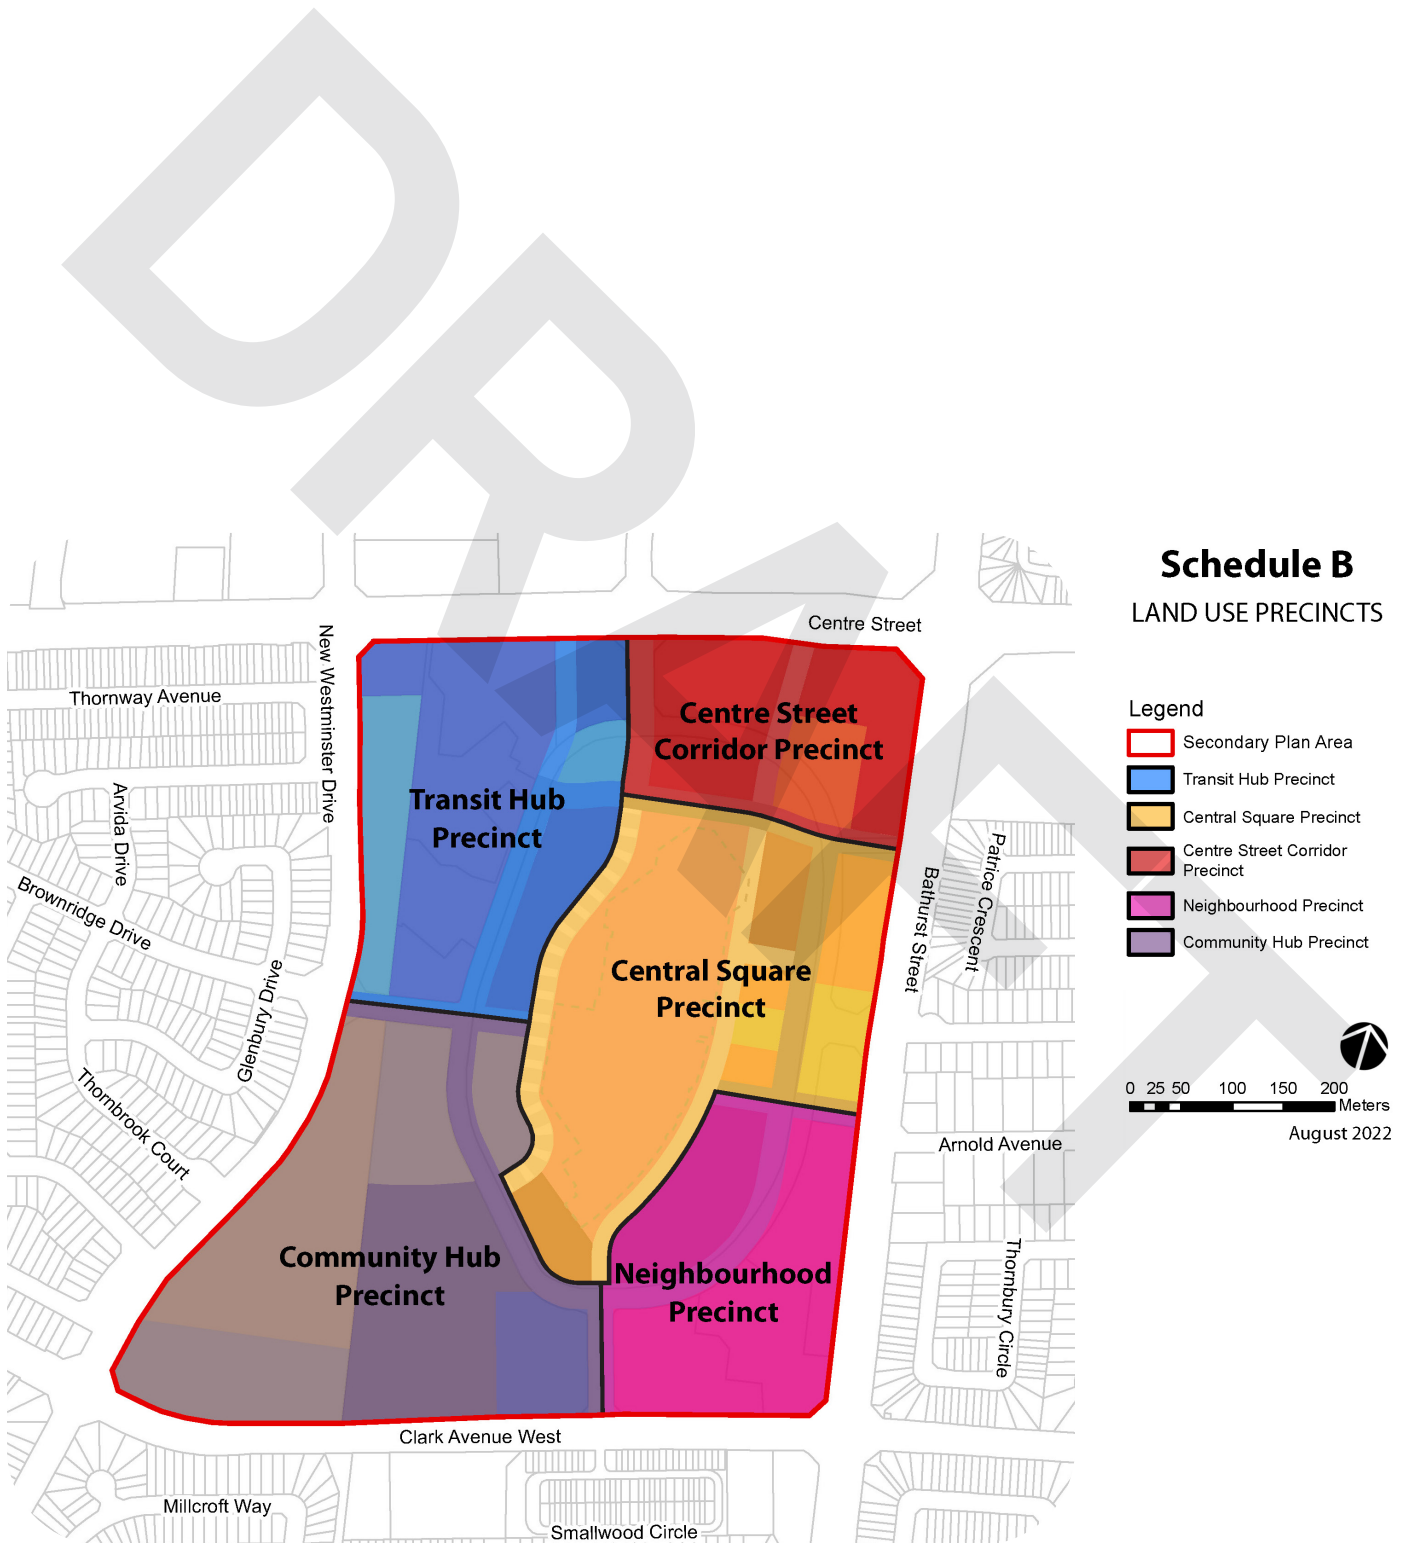 DRAFT
Schedule B
LAND USE PRECINCTS
Legend
Secondary Plan Area
Transit Hub Precinct
Central Square Precinct
Centre Street Corridor
Precinct
Neighbourhood Precinct
Community Hub Precinct
0 25 50 100 150 200
Meters
August 2022
Centre Street
New Westminster Drive
Thornway Avenue
Arvida Drive
Brownridge Drive
Glenbury Drive
Thornbrook Court
Centre Street
Corridor Precinct
Transit Hub
Precinct
Central Square
Precinct
Community Hub
Precinct
Neighbourhood
Precinct
Bathurst Street
Patrice Crescent
Arnold Avenue
Thornbury Circle
Clark Avenue West
Millcroft Way
Smallwood Circle